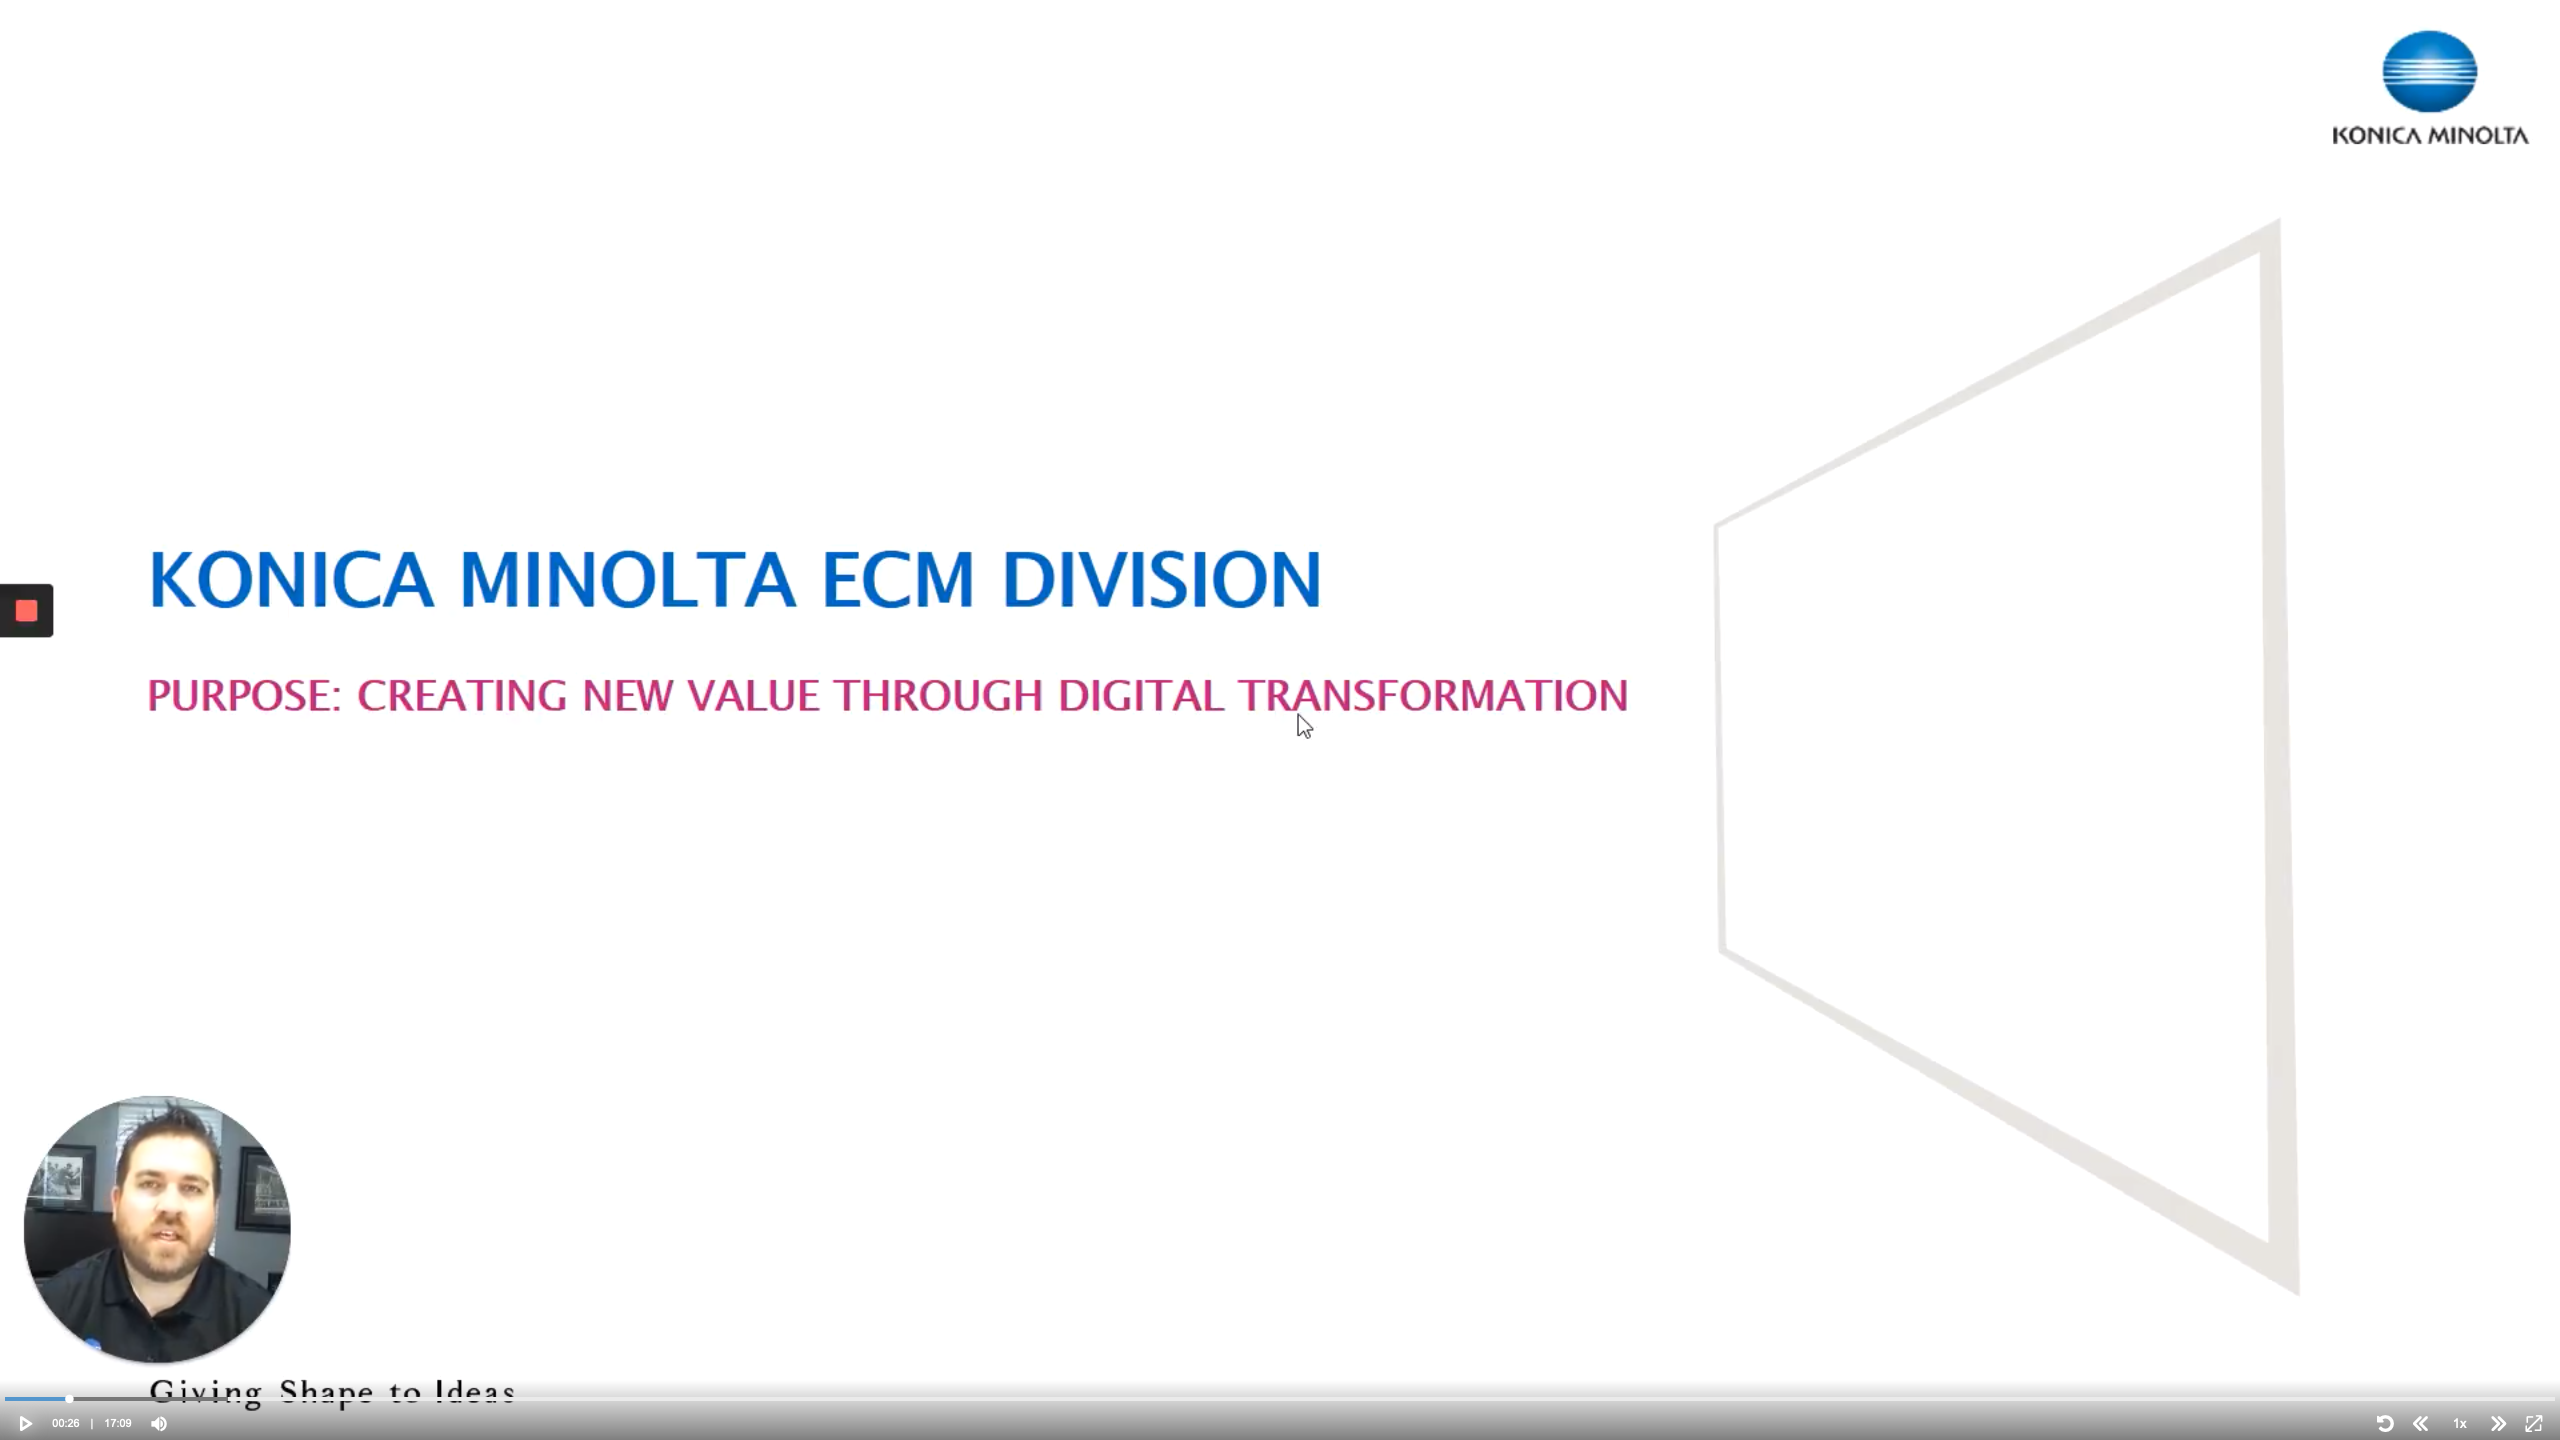 KONICA MINOLTA
KONICA MINOLTA ECM DIVISION
PURPOSE: CREATING NEW VALUE THROUGH DIGITAL TRANSFORMATION
Giving Shape to Ideas
00:26 | 17:09
1x